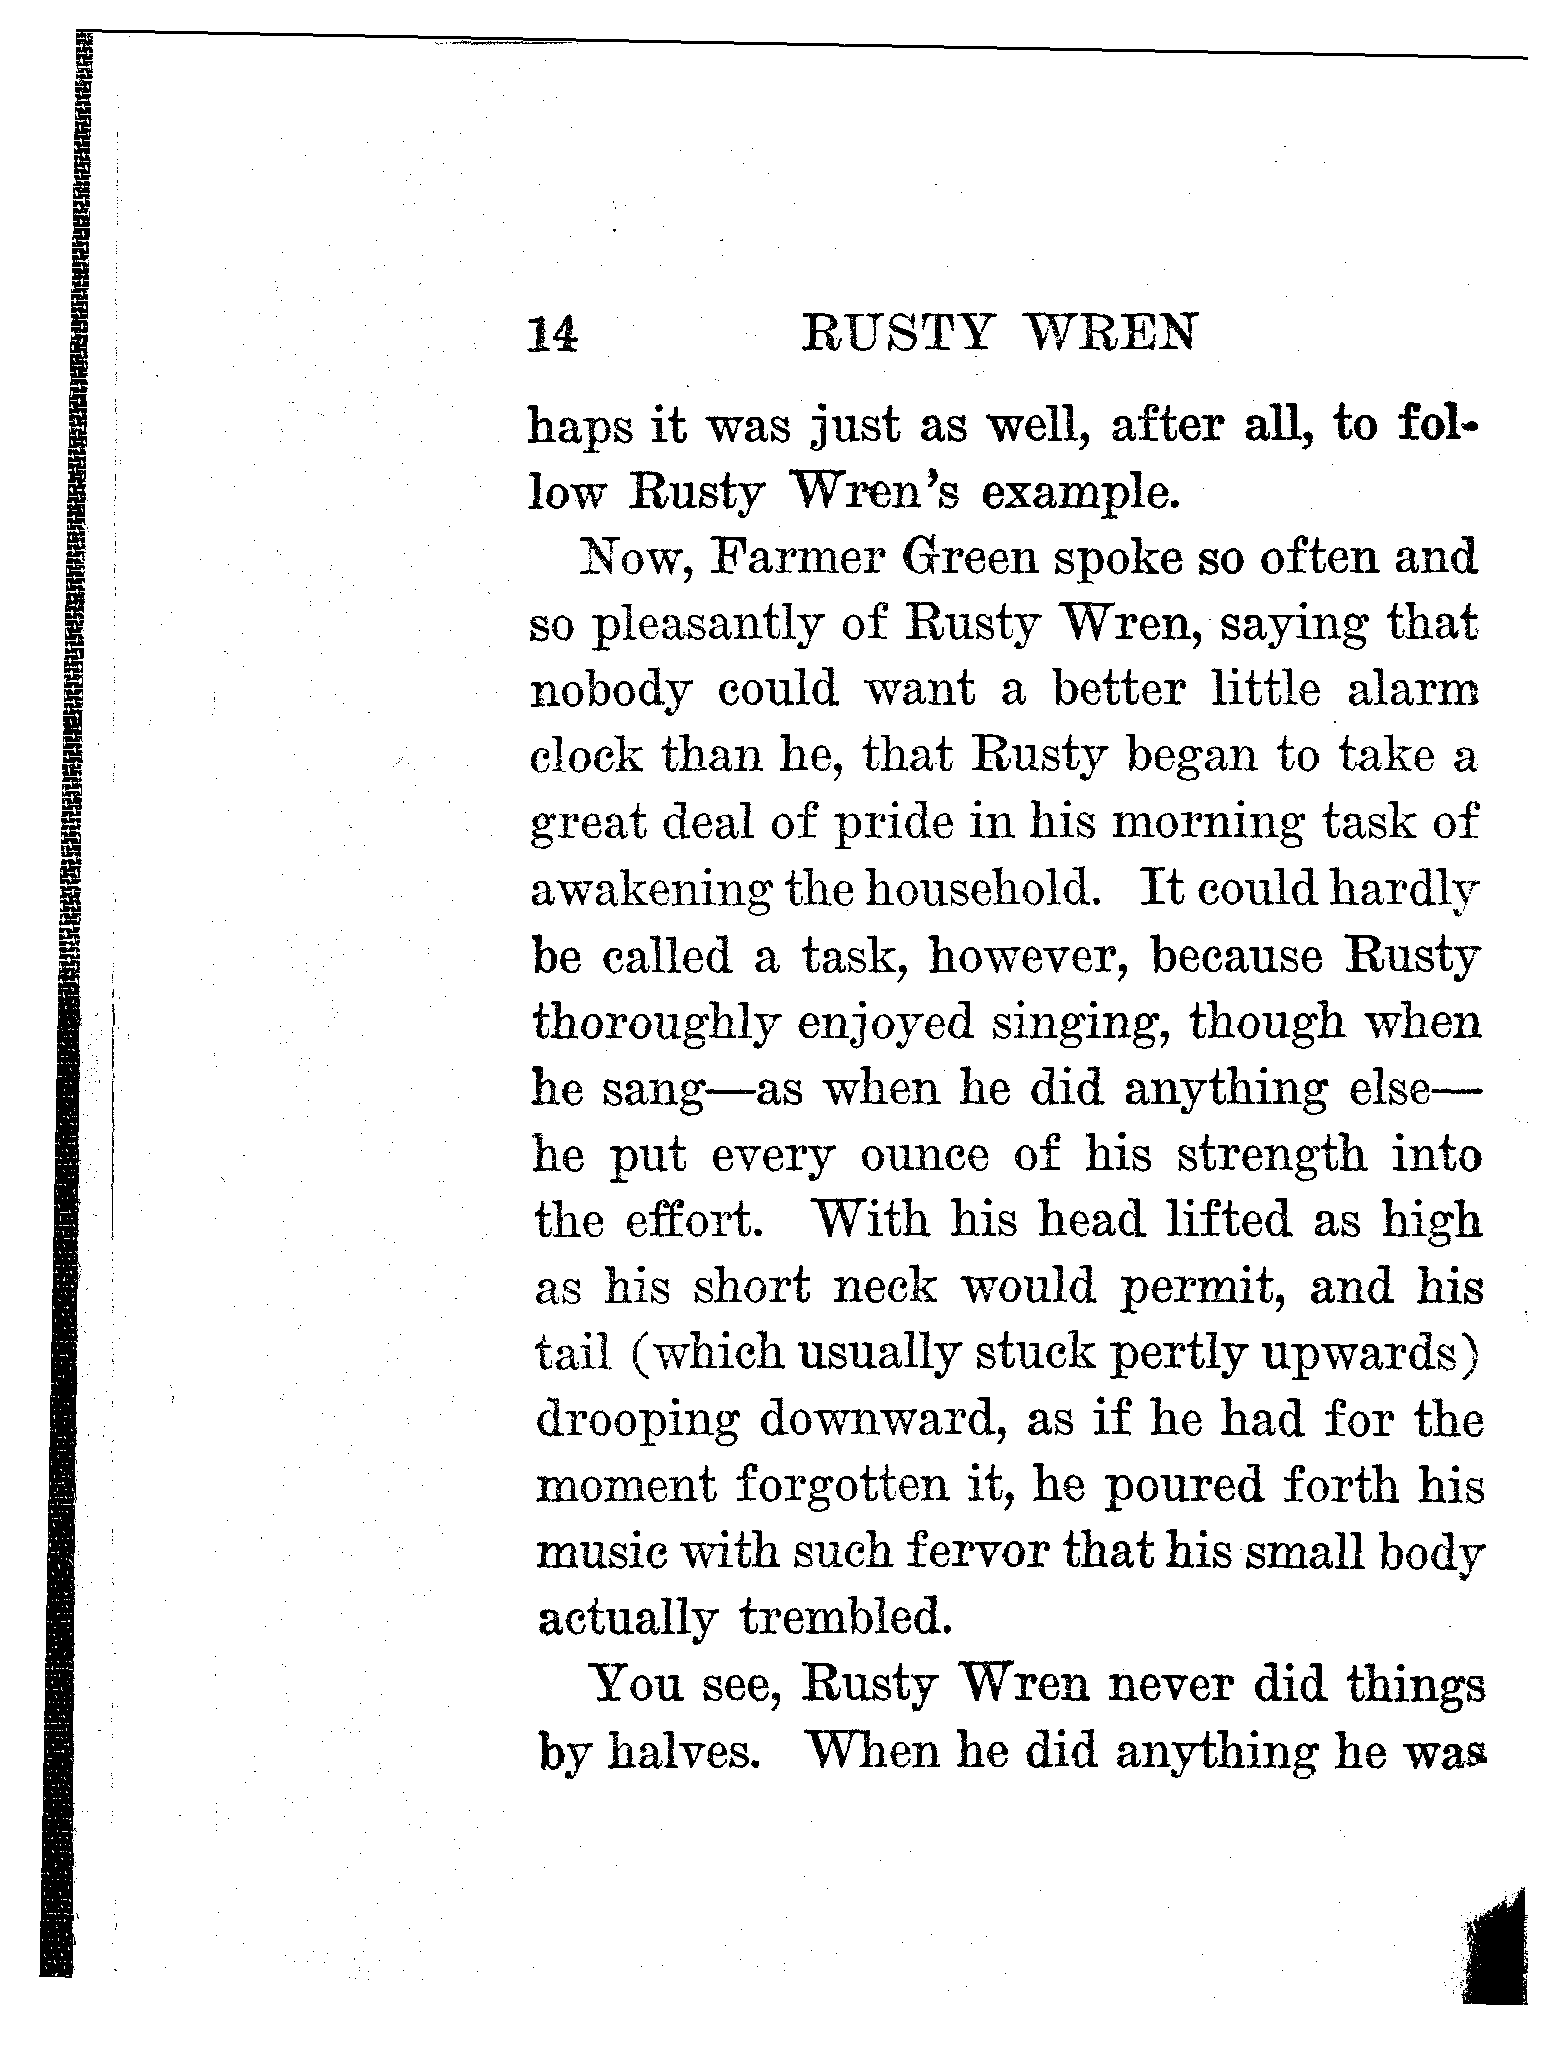 14 RUSTY WREN
haps it was just as well, after all, to fol-
low Rusty Wren's example.
Now, Farmer Green spoke so often and
so pleasantly of Rusty Wren, saying that
nobody could want a better little alarm
clock than he, that Rusty began to take a
great deal of pride in his morning task of
awakening the household. It could hardly
be called a task, however, because Rusty
thoroughly enjoyed singing, though when
he sang—as when he did anything else—
he put every ounce of his strength into
the effort. With his head lifted as high
as his short neck would permit, and his
tail (which usually stuck pertly upwards)
drooping downward, as if he had for the
moment forgotten it, he poured forth his
music with such fervor that his small body
actually trembled.
You see, Rusty Wren never did things
by halves. When he did anything he was